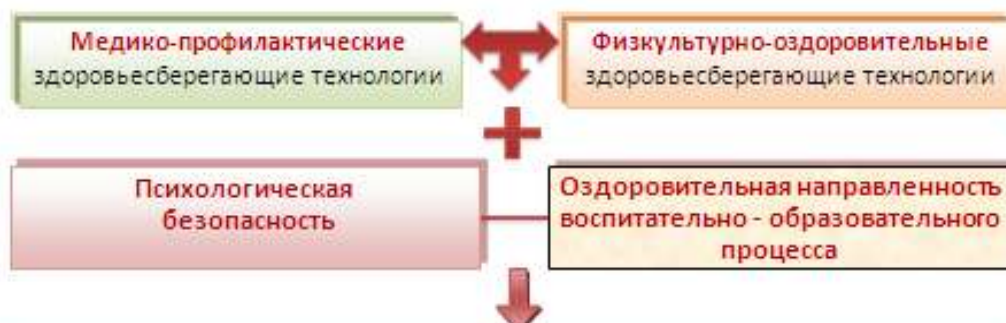 Медико-профилактические
здоровьесберегающие технологии
Физкультурно-оздоровительные
здоровьесберегающие технологии
Психологическая
безопасность
Оздоровительная направленность
воспитательно - образовательного
процесса